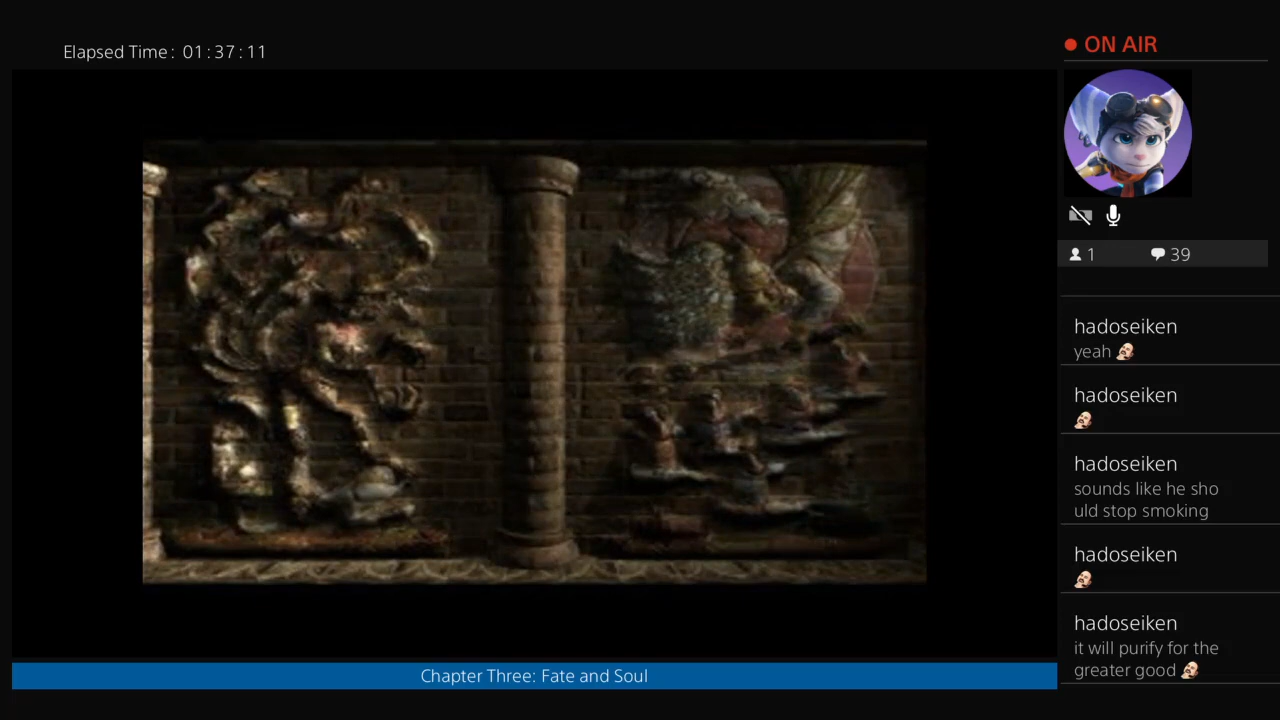 Elapsed Time: 01:37:11
ON AIR
1
39
hadoseiken
yeah
hadoseiken
hadoseiken
sounds like he sho
uld stop smoking
hadoseiken
hadoseiken
it will purify for the
greater good
Chapter Three: Fate and Soul